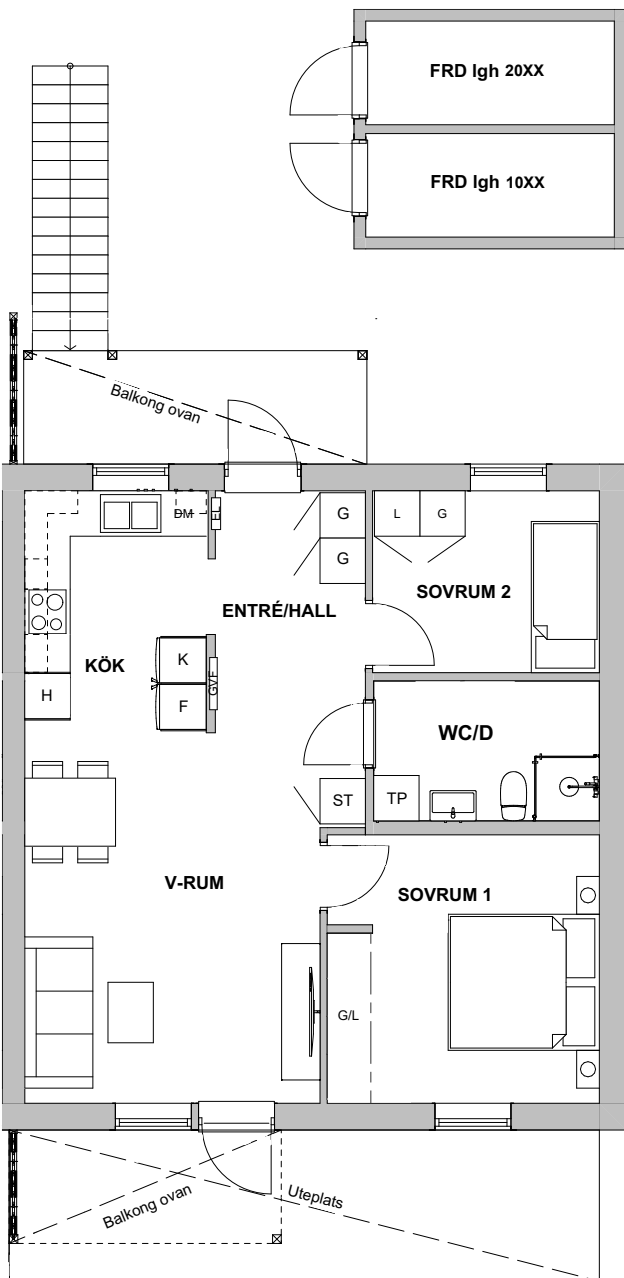 FRD lgh 20XX
FRD lgh 10XX
Balkong ovan
DM
EL
G
L
G
G
SOVRUM 2
ENTRÉ/HALL
KÖK
K
GVF
H
F
WC/D
ST
TP
V-RUM
SOVRUM 1
G/L
Uteplats
Balkong ovan